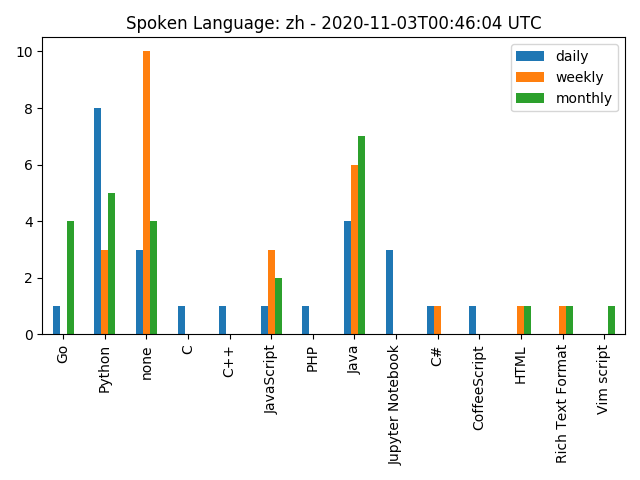 Spoken Language: zh - 2020-11-03T00:46:04 UTC
daily
weekly
monthly
10
8
6
4
2
0
Go
Python
none
C
C++
JavaScript
PHP
Java
Jupyter Notebook
C#
CoffeeScript
HTML
Rich Text Format
Vim script